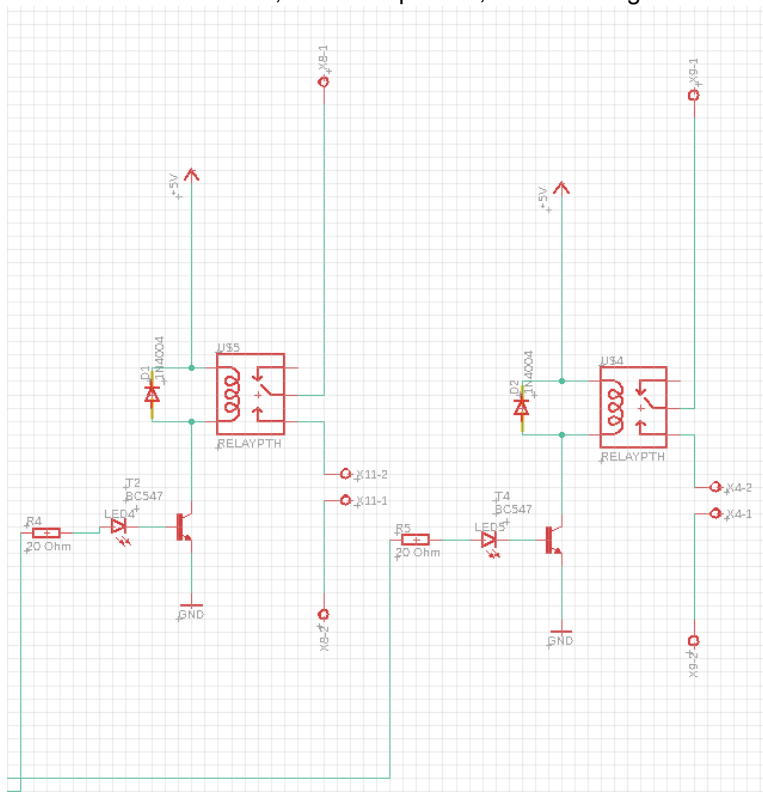 X8-1
X9-1
+5V
+5V
U$5
D1
1N4004
RELAYPTH
U$4
D2
1N4004
RELAYPTH
X11-2
X11-1
X4-2
X4-1
T2
BC547
LED4
R4
20 Ohm
T4
BC547
LED5
R5
20 Ohm
GND
X8-2
GND
X9-2